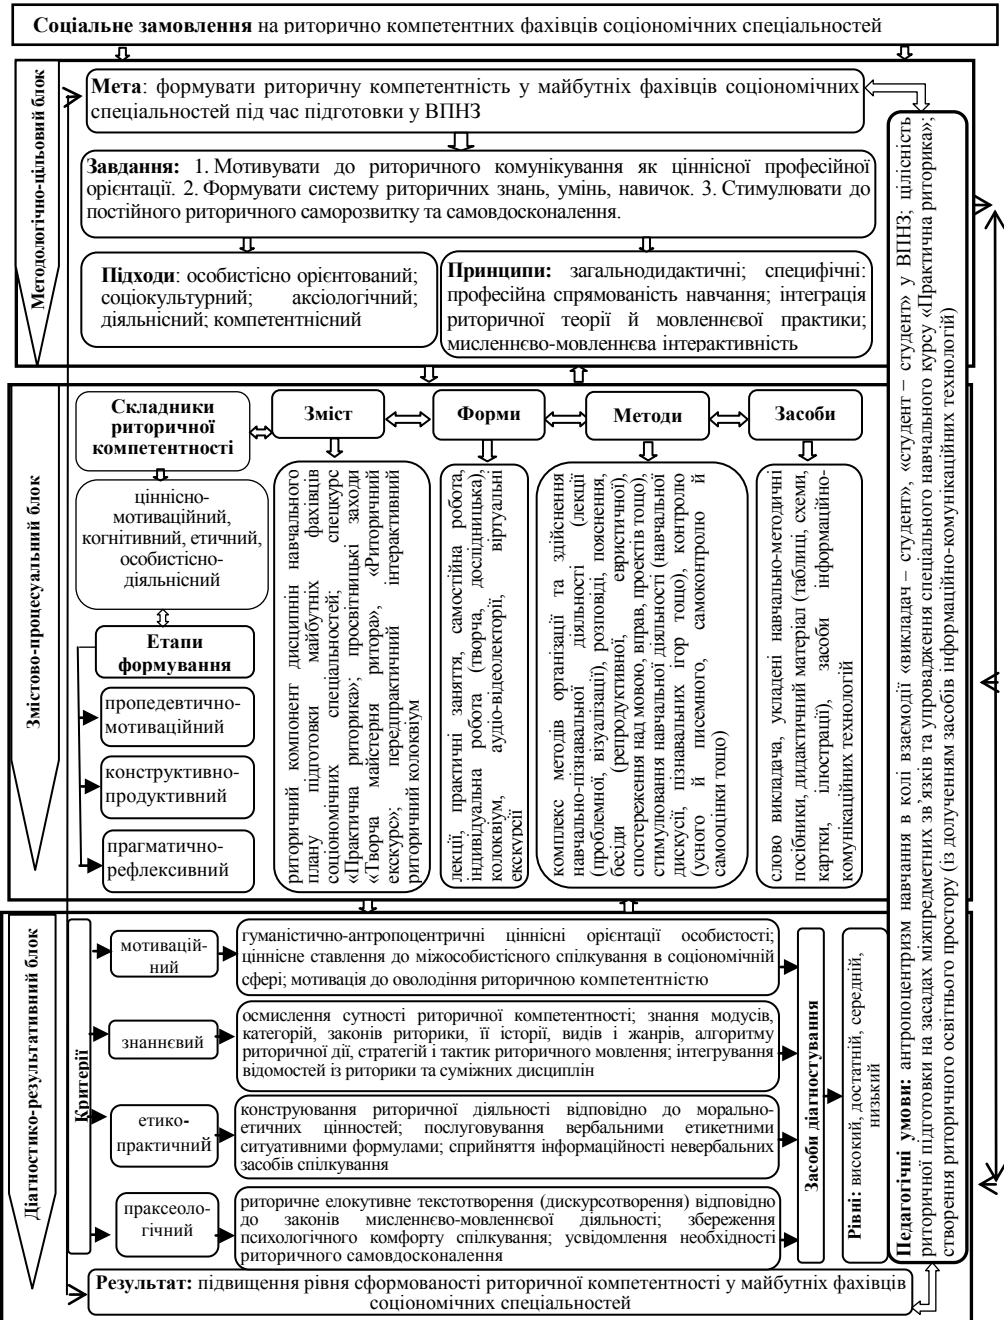 Соціальне замовлення на риторично компетентних фахівців соціономічних спеціальностей
Методологічно-цільовий блок
Мета: формувати риторичну компетентність у майбутніх фахівців соціономічних
спеціальностей під час підготовки у ВПНЗ
Завдання: 1. Мотивувати до риторичного комунікування як ціннісної професійної
орієнтації. 2. Формувати систему риторичних знань, умінь, навичок. 3. Стимулювати до
постійного риторичного саморозвитку та самовдосконалення.
Підходи: особистісно орієнтований;
соціокультурний; аксіологічний;
діяльнісний; компетентнісний
Принципи: загальнодидактичні; специфічні:
професійна спрямованість навчання; інтеграція
риторичної теорії й мовленнєвої практики;
мисленнєво-мовленнєва інтерактивність
Змістово-процесуальний блок
Складники
риторичної
компетентності
ціннісно-
мотиваційний,
когнітивний, етичний,
особистісно-
діяльнісний
Етапи
формування
пропедевтично-
мотиваційний
конструктивно-
продуктивний
прагматично-
рефлексивний
Зміст
риторичний компонент дисциплін навчального
плану підготовки майбутніх фахівців
соціономічних спеціальностей; спецкурс
«Практична риторика»; просвітницькі заходи
«Творча майстерня ритора», «Риторичний
екскурс»; передпрактичний інтерактивний
риторичний колоквіум
Форми
лекції, практичні заняття, самостійна робота,
індивідуальна робота (творча, дослідницька),
колоквіум, аудіо-відеолекторії, віртуальні
екскурсії
Методи
комплекс методів організації та здійснення
навчально-пізнавальної діяльності (лекції
(проблемної, візуалізації), розповіді, пояснення,
бесіди (репродуктивної, евристичної),
спостереження над мовою, вправ, проектів тощо),
стимулювання навчальної діяльності (навчальної
дискусії, пізнавальних ігор тощо), контролю
(усного й писемного, самоконтролю й
самооцінки тощо)
Засоби
слово викладача, укладені навчально-методичні
посібники, дидактичний матеріал (таблиці, схеми,
картки, ілюстрації), засоби інформаційно-
комунікаційних технологій
Діагностико-результативний блок
Критерії
мотивацій-
ний
гуманістично-антропоцентричні ціннісні орієнтації особистості;
ціннісне ставлення до міжособистісного спілкування в соціономічній
сфері; мотивація до оволодіння риторичною компетентністю
знаннєвий
осмислення сутності риторичної компетентності; знання модусів,
категорій, законів риторики, її історії, видів і жанрів, алгоритму
риторичної дії, стратегій і тактик риторичного мовлення; інтегрування
відомостей із риторики та суміжних дисциплін
етико-
практичний
конструювання риторичної діяльності відповідно до морально-
етичних цінностей; послуговування вербальними етикетними
ситуативними формулами; сприйняття інформаційності невербальних
засобів спілкування
праксеоло-
гічний
риторичне елокутивне текстотворення (дискурсотворення) відповідно
до законів мисленнєво-мовленнєвої діяльності; збереження
психологічного комфорту спілкування; усвідомлення необхідності
риторичного самовдосконалення
Засоби діагностування
Рівні: високий, достатній, середній,
низький
Результат: підвищення рівня сформованості риторичної компетентності у майбутніх фахівців
соціономічних спеціальностей
Педагогічні умови: антропоцентризм навчання в колі взаємодії «викладач – студент», «студент – студент» у ВПНЗ; цілісність
риторичної підготовки на засадах міжпредметних зв’язків та упровадження спеціального навчального курсу «Практична риторика»;
створення риторичного освітнього простору (із долученням засобів інформаційно-комунікаційних технологій)